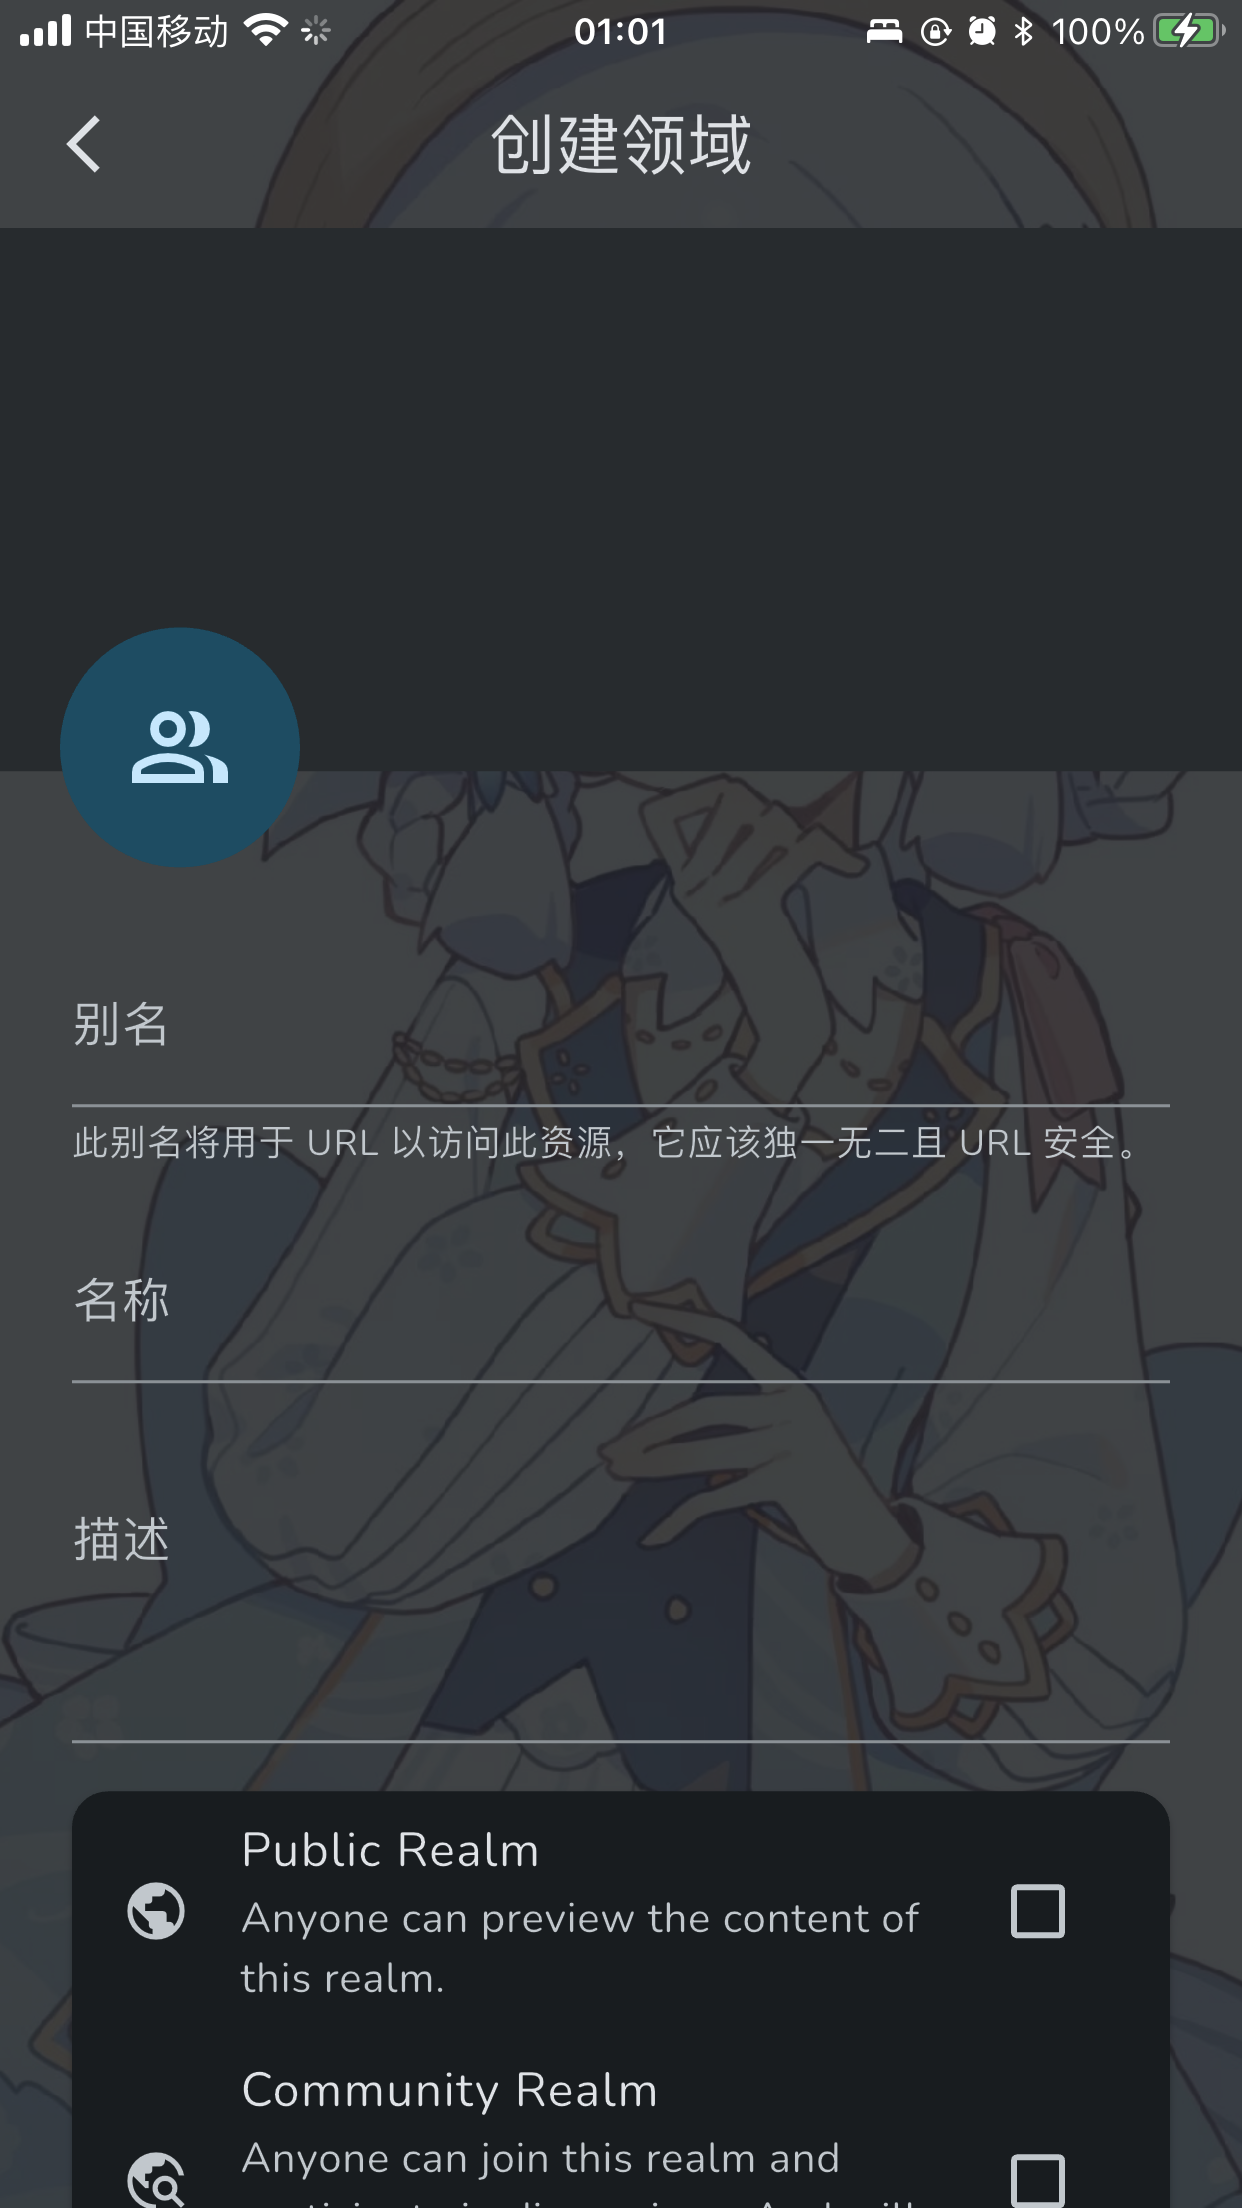 中国移动
01:01
100%
创建领域
别名
此别名将用于 URL 以访问此资源，它应该独一无二且 URL 安全。
名称
描述
Public Realm
Anyone can preview the content of
this realm.
Community Realm
Anyone can join this realm and